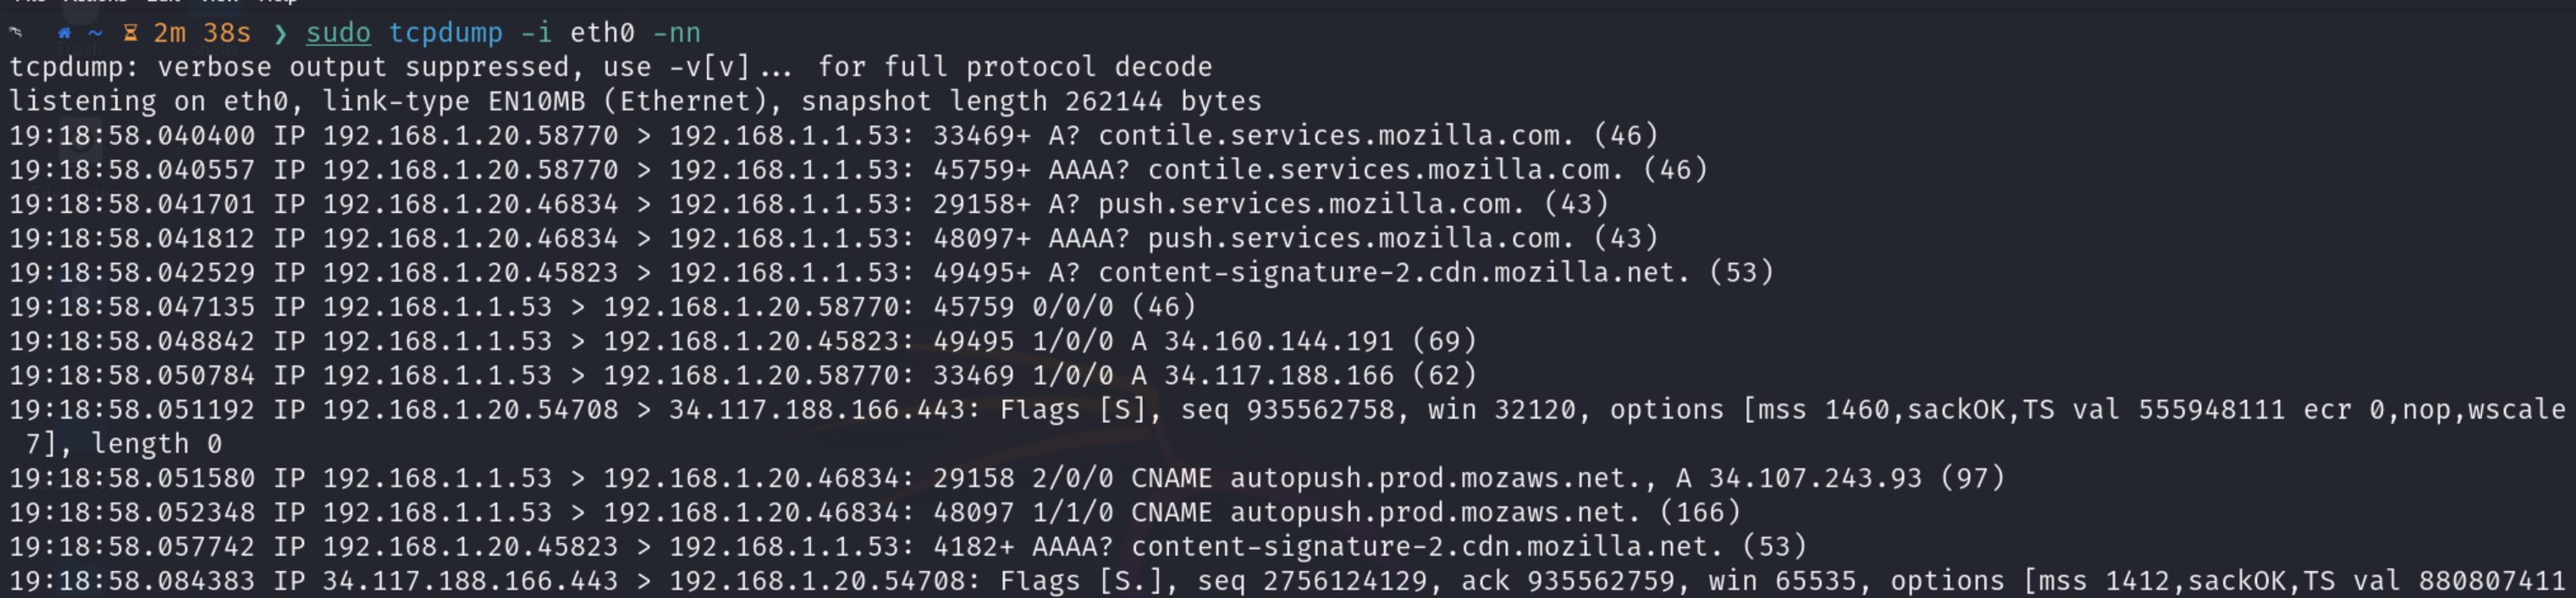 ~ 2m 38s ❯ sudo tcpdump -i eth0 -nn
tcpdump: verbose output suppressed, use -v[v]... for full protocol decode
listening on eth0, link-type EN10MB (Ethernet), snapshot length 262144 bytes
19:18:58.040400 IP 192.168.1.20.58770 > 192.168.1.1.53: 33469+ A? contile.services.mozilla.com. (46)
19:18:58.040557 IP 192.168.1.20.58770 > 192.168.1.1.53: 45759+ AAAA? contile.services.mozilla.com. (46)
19:18:58.041701 IP 192.168.1.20.46834 > 192.168.1.1.53: 29158+ A? push.services.mozilla.com. (43)
19:18:58.041812 IP 192.168.1.20.46834 > 192.168.1.1.53: 48097+ AAAA? push.services.mozilla.com. (43)
19:18:58.042529 IP 192.168.1.20.45823 > 192.168.1.1.53: 49495+ A? content-signature-2.cdn.mozilla.net. (53)
19:18:58.047135 IP 192.168.1.1.53 > 192.168.1.20.58770: 45759 0/0/0 (46)
19:18:58.048842 IP 192.168.1.1.53 > 192.168.1.20.45823: 49495 1/0/0 A 34.160.144.191 (69)
19:18:58.050784 IP 192.168.1.1.53 > 192.168.1.20.58770: 33469 1/0/0 A 34.117.188.166 (62)
19:18:58.051192 IP 192.168.1.20.54708 > 34.117.188.166.443: Flags [S], seq 935562758, win 32120, options [mss 1460,sackOK,TS val 555948111 ecr 0,nop,wscale
7], length 0
19:18:58.051580 IP 192.168.1.1.53 > 192.168.1.20.46834: 29158 2/0/0 CNAME autopush.prod.mozaws.net., A 34.107.243.93 (97)
19:18:58.052348 IP 192.168.1.1.53 > 192.168.1.20.46834: 48097 1/1/0 CNAME autopush.prod.mozaws.net. (166)
19:18:58.057742 IP 192.168.1.20.45823 > 192.168.1.1.53: 4182+ AAAA? content-signature-2.cdn.mozilla.net. (53)
19:18:58.084383 IP 34.117.188.166.443 > 192.168.1.20.54708: Flags [S.], seq 2756124129, ack 935562759, win 65535, options [mss 1412,sackOK,TS val 880807411